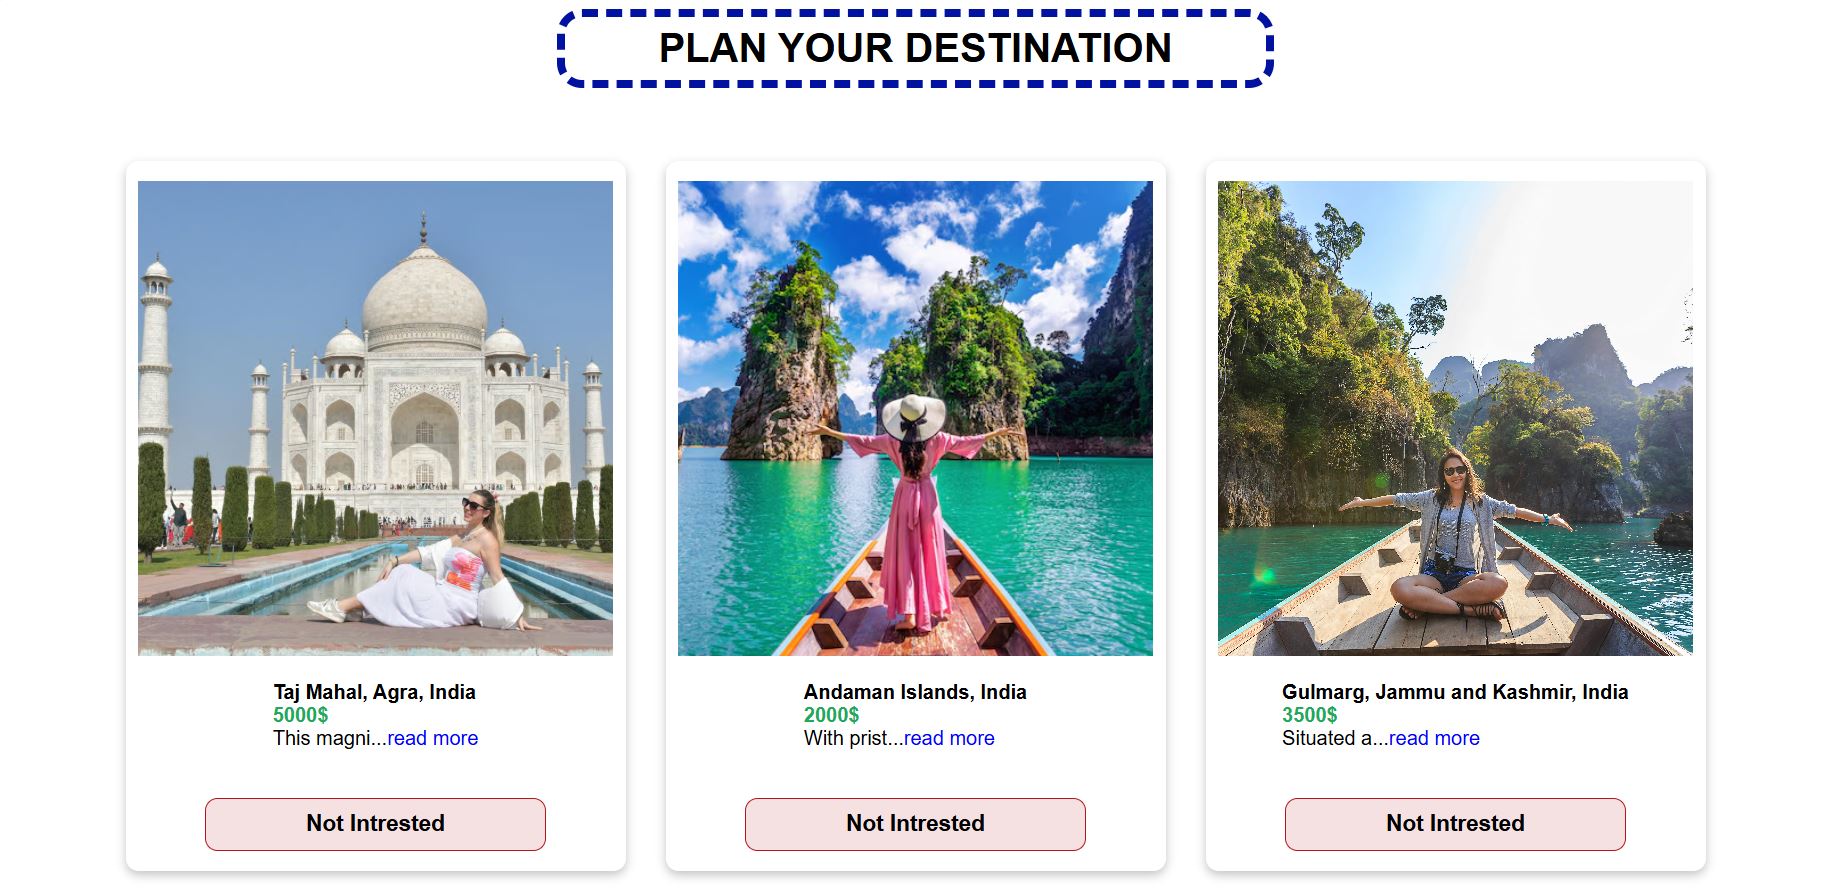 PLAN YOUR DESTINATION
Taj Mahal, Agra, India
5000$
This magni...read more
Not Intrested
Andaman Islands, India
2000$
With prist...read more
Not Intrested
Gulmarg, Jammu and Kashmir, India
3500$
Situated a...read more
Not Intrested